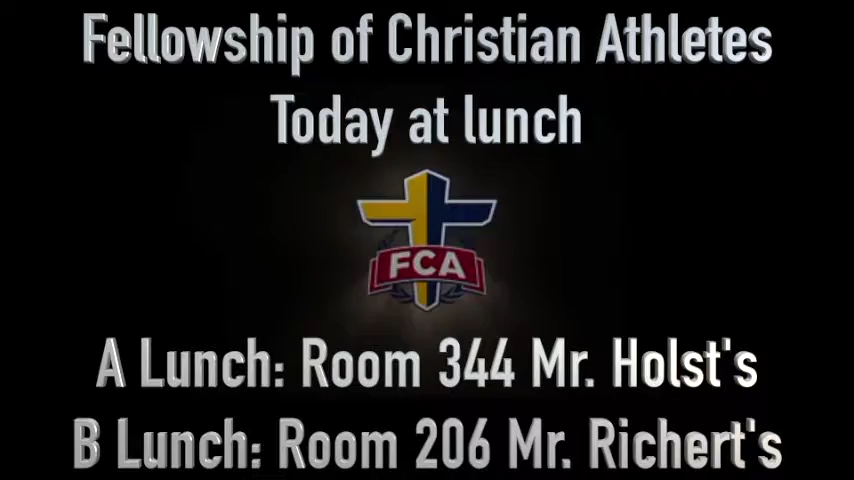 Fellowship of Christian Athletes
Today at lunch
FCA
A Lunch: Room 344 Mr. Holst's
B Lunch: Room 206 Mr. Richert's